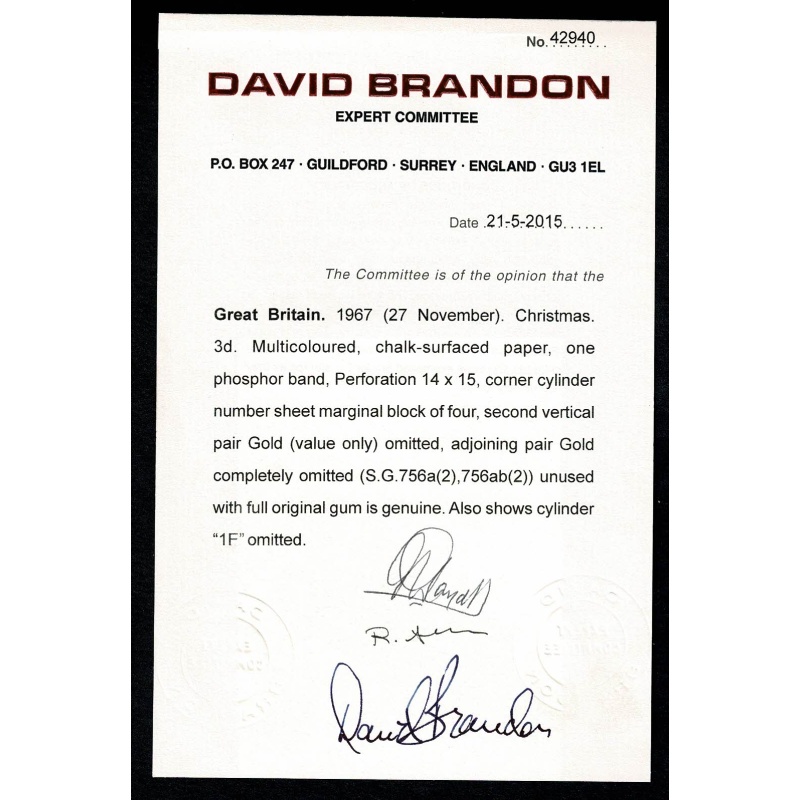 No. 42940
DAVID BRANDON
EXPERT COMMITTEE
P.O. BOX 247 · GUILDFORD · SURREY · ENGLAND · GU3 1EL
Date 21-5-2015
The Committee is of the opinion that the
Great Britain. 1967 (27 November). Christmas.
3d. Multicoloured, chalk-surfaced paper, one
phosphor band, Perforation 14 x 15, corner cylinder
number sheet marginal block of four, second vertical
pair Gold (value only) omitted, adjoining pair Gold
completely omitted (S.G.756a(2),756ab(2)) unused
with full original gum is genuine. Also shows cylinder
“1F” omitted.
R.
David Brandon